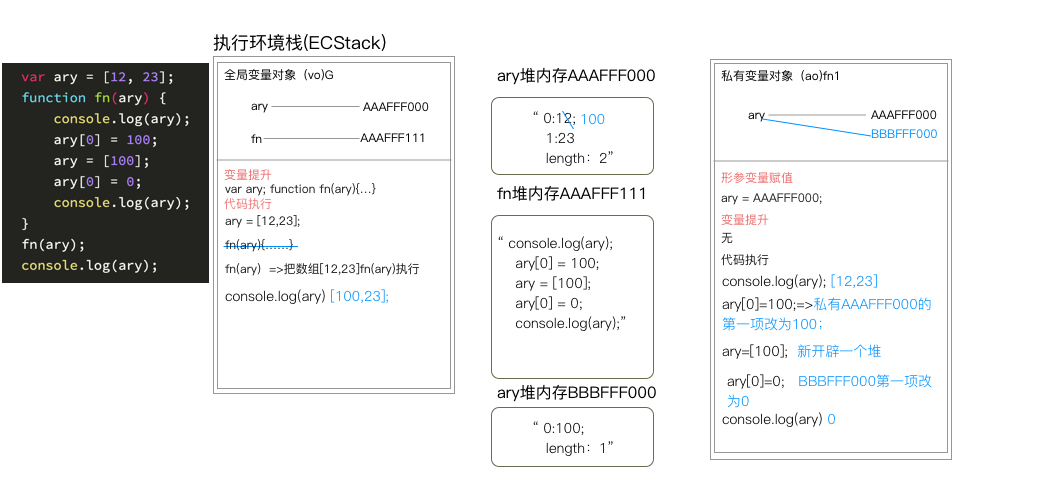 执行环境栈(ECStack)
var ary = [12, 23];
function fn(ary) {
console.log(ary);
ary[0] = 100;
ary = [100];
ary[0] = 0;
console.log(ary);
}
fn(ary);
console.log(ary);
全局变量对象（vo)G
ary AAAFFF000
fn AAAFFF111
变量提升
var ary; function fn(ary){...}
代码执行
ary = [12,23];
fn(ary){……}
fn(ary）=>把数组[12,23]fn(ary)执行
console.log(ary) [100,23];
ary堆内存AAAFFF000
“ 0:12; 100
1:23
length：2”
fn堆内存AAAFFF111
“ console.log(ary);
ary[0] = 100;
ary = [100];
ary[0] = 0;
console.log(ary);”
ary堆内存BBBFFF000
“ 0:100;
length：1”
私有变量对象（ao)fn1
ary AAAFFF000
BBBFFF000
形参变量赋值
ary = AAAFFF000;
变量提升
无
代码执行
console.log(ary); [12,23]
ary[0]=100;=>私有AAAFFF000的
第一项改为100；
ary=[100]; 新开辟一个堆
ary[0]=0; BBBFFF000第一项改
为0
console.log(ary) 0